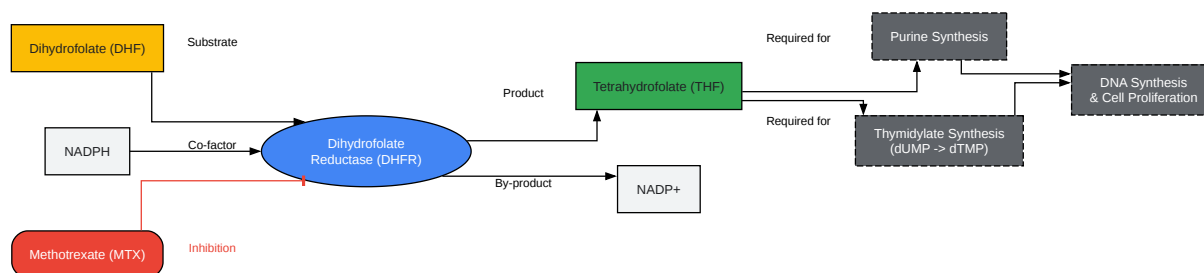 Dihydrofolate (DHF)
Substrate
NADPH
Co-factor
Methotrexate (MTX)
Inhibition
Dihydrofolate
Reductase (DHFR)
Product
By-product
Tetrahydrofolate (THF)
NADP+
Required for
Required for
Purine Synthesis
Thymidylate Synthesis
(dUMP -> dTMP)
DNA Synthesis
& Cell Proliferation